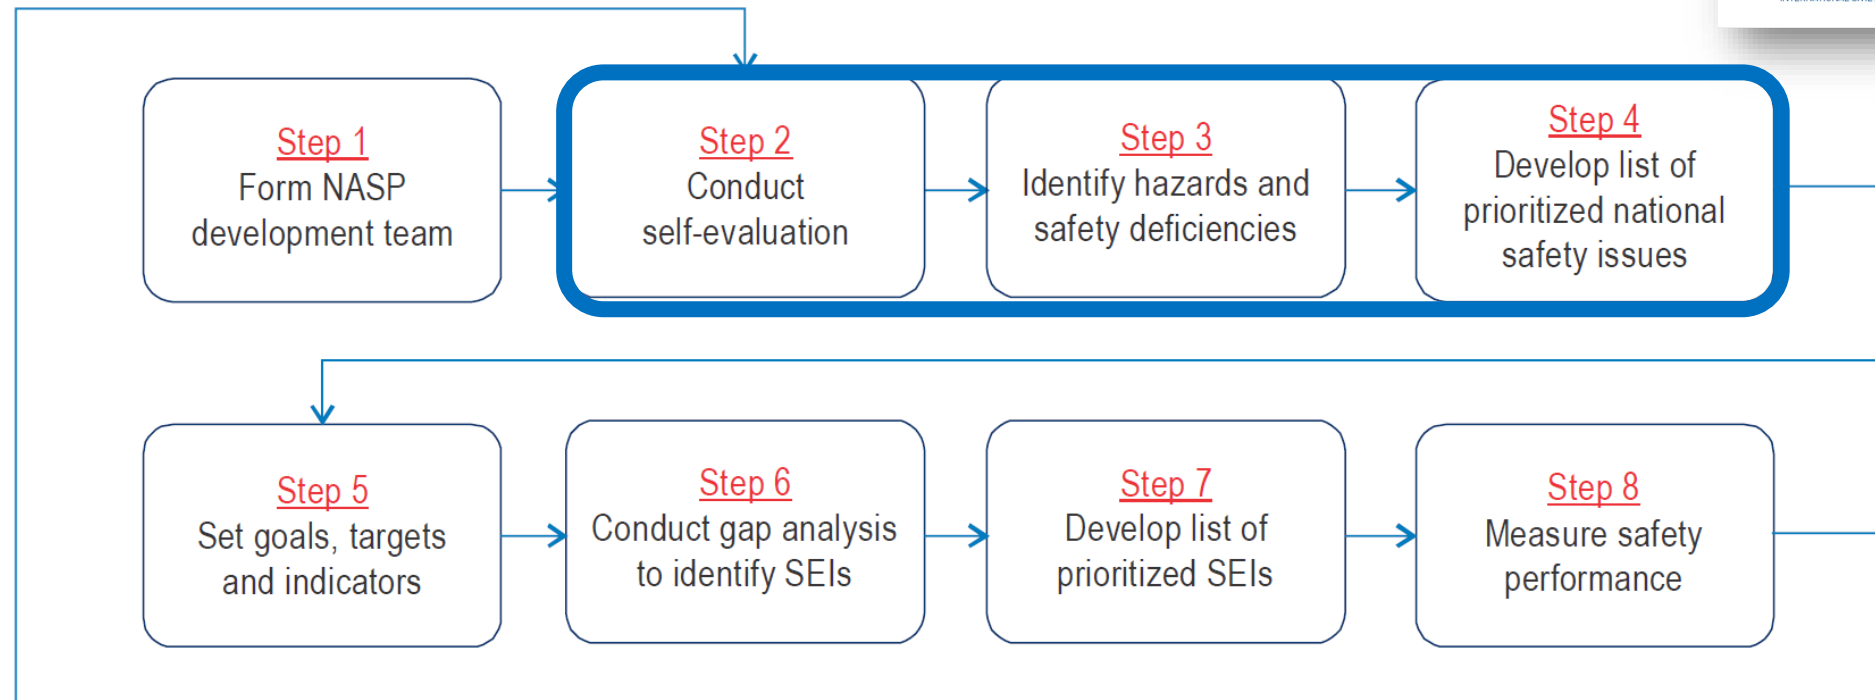 Step 1
Form NASP
development team
Step 2
Conduct
self-evaluation
Step 3
Identify hazards and
safety deficiencies
Step 4
Develop list of
prioritized national
safety issues
Step 5
Set goals, targets
and indicators
Step 6
Conduct gap analysis
to identify SEIs
Step 7
Develop list of
prioritized SEIs
Step 8
Measure safety
performance